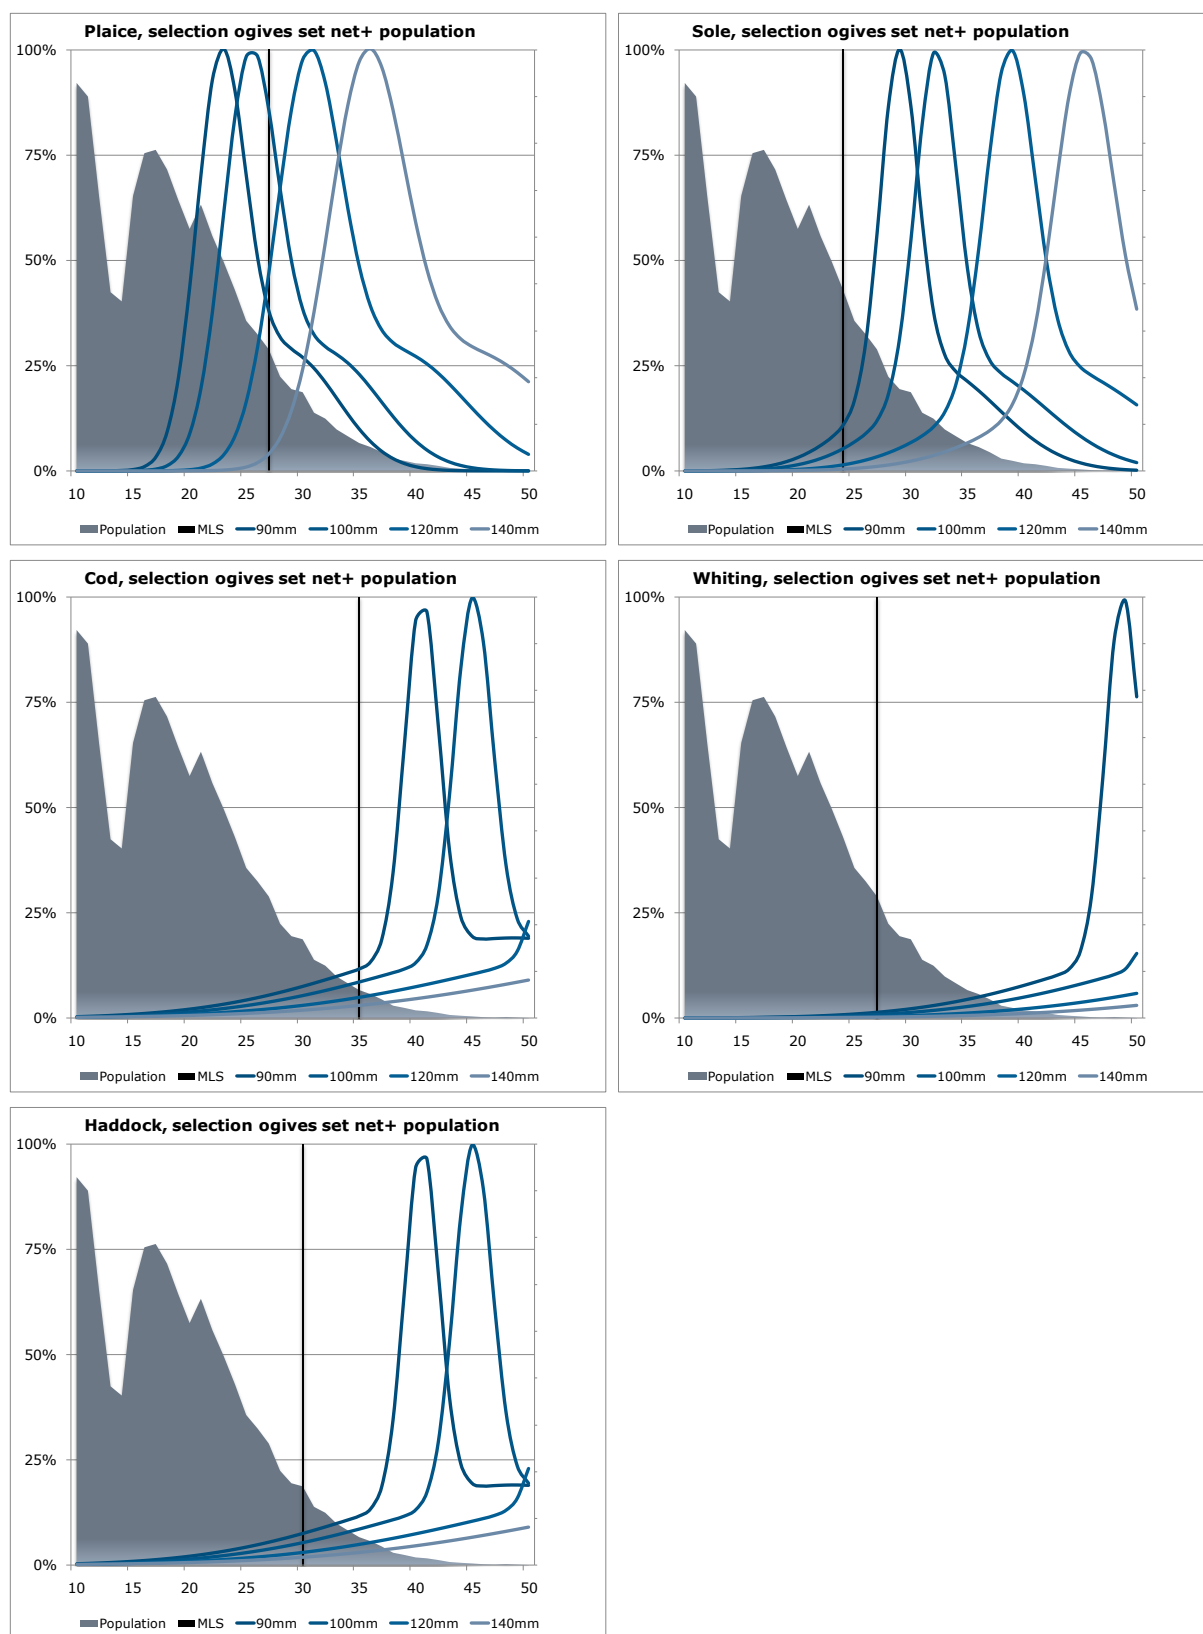 Plaice, selection ogives set net+ population
100%
75%
50%
25%
0%
10 15 20 25 30 35 40 45 50
Population MLS 90mm 100mm 120mm 140mm
Sole, selection ogives set net+ population
100%
75%
50%
25%
0%
10 15 20 25 30 35 40 45 50
Population MLS 90mm 100mm 120mm 140mm
Cod, selection ogives set net+ population
100%
75%
50%
25%
0%
10 15 20 25 30 35 40 45 50
Population MLS 90mm 100mm 120mm 140mm
Whiting, selection ogives set net+ population
100%
75%
50%
25%
0%
10 15 20 25 30 35 40 45 50
Population MLS 90mm 100mm 120mm 140mm
Haddock, selection ogives set net+ population
100%
75%
50%
25%
0%
10 15 20 25 30 35 40 45 50
Population MLS 90mm 100mm 120mm 140mm